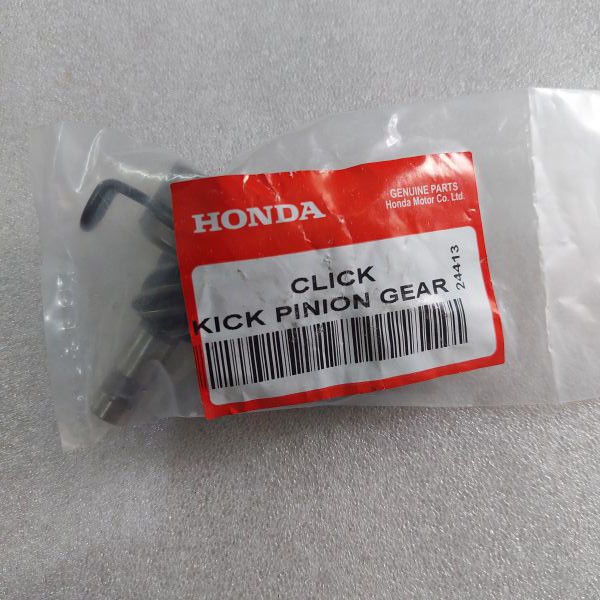 HONDA
GENUINE PARTS
Honda Motor Co. Ltd.
CLICK
KICK PINION GEAR
24413